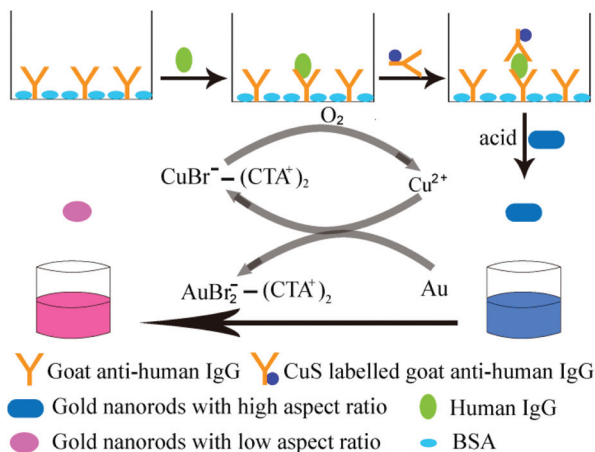 O₂
acid
CuBr⁻ – (CTA⁺)₂
Cu²⁺
AuBr₂⁻ – (CTA⁺)₂
Au
Goat anti-human IgG
CuS labelled goat anti-human IgG
Gold nanorods with high aspect ratio
Human IgG
Gold nanorods with low aspect ratio
BSA